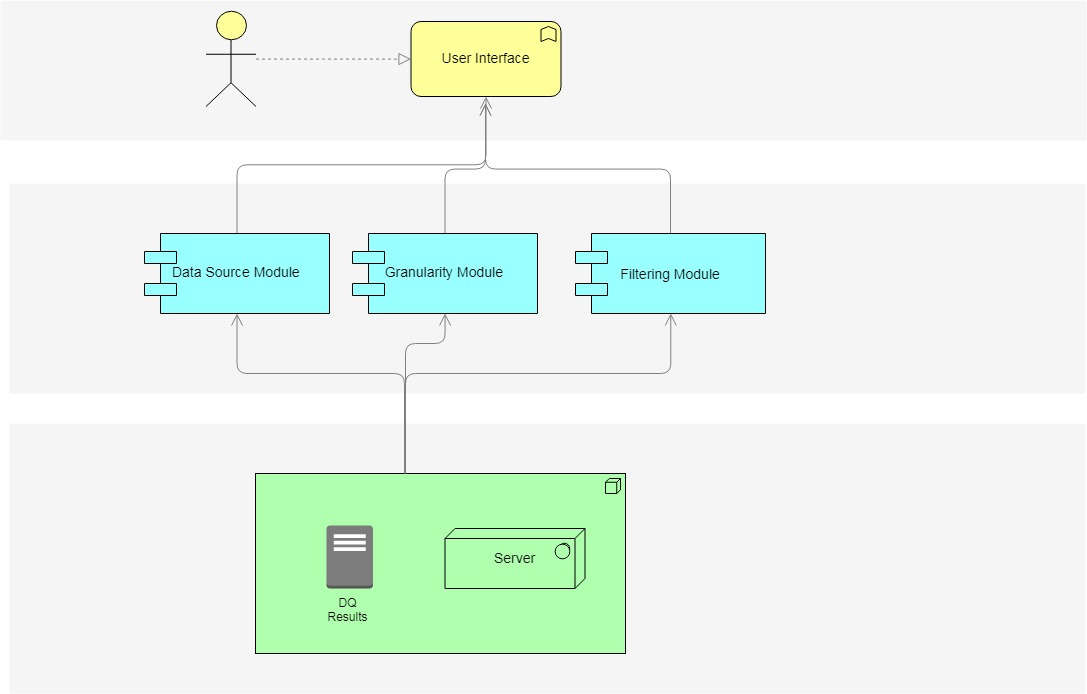 User Interface
Data Source Module
Granularity Module
Filtering Module
Server
DQ
Results